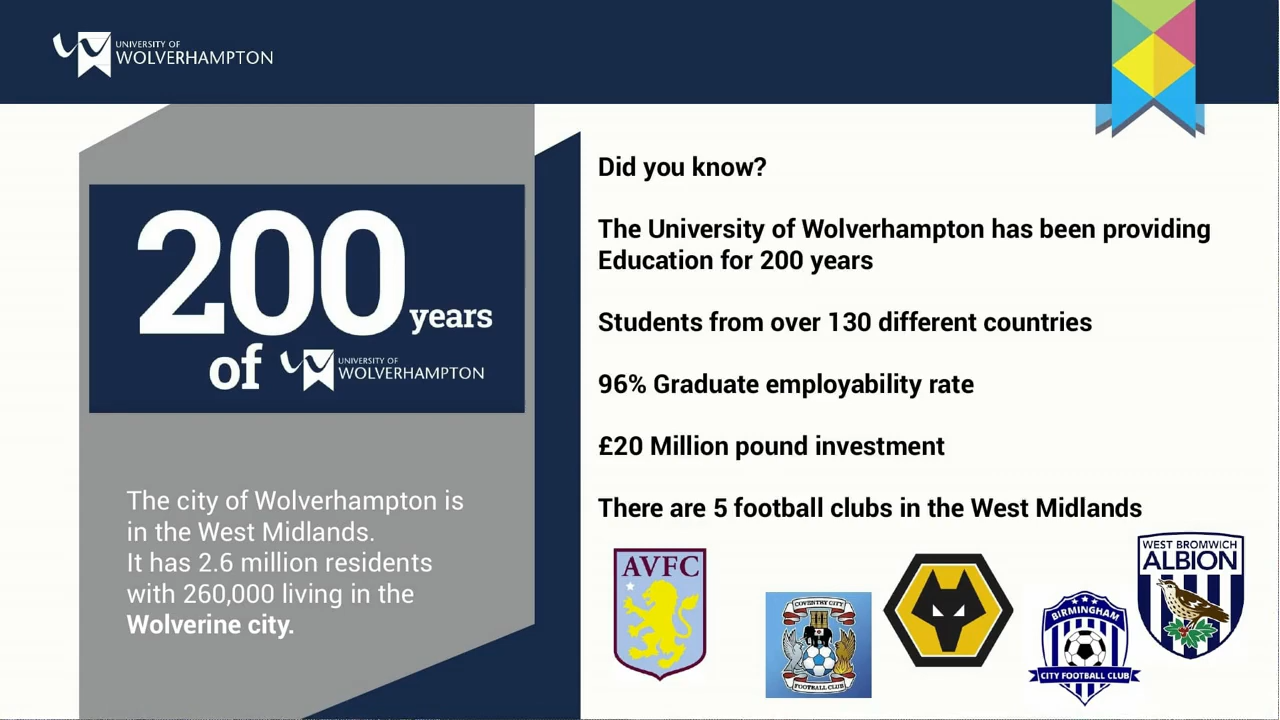 UNIVERSITY OF
WOLVERHAMPTON
200 years
of UNIVERSITY OF
WOLVERHAMPTON
The city of Wolverhampton is
in the West Midlands.
It has 2.6 million residents
with 260,000 living in the
Wolverine city.
Did you know?
The University of Wolverhampton has been providing
Education for 200 years
Students from over 130 different countries
96% Graduate employability rate
£20 Million pound investment
There are 5 football clubs in the West Midlands
AVFC
COVENTRY CITY
FOOTBALL CLUB
BIRMINGHAM
CITY FOOTBALL CLUB
WEST BROMWICH
ALBION